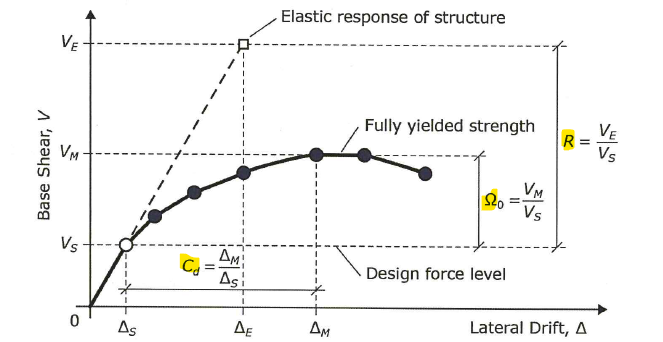 Elastic response of structure
V_E
Fully yielded strength
R = V_E / V_S
V_M
Ω_0 = V_M / V_S
Base Shear, V
V_S
C_d = Δ_M / Δ_S
Design force level
0
Δ_S
Δ_E
Δ_M
Lateral Drift, Δ